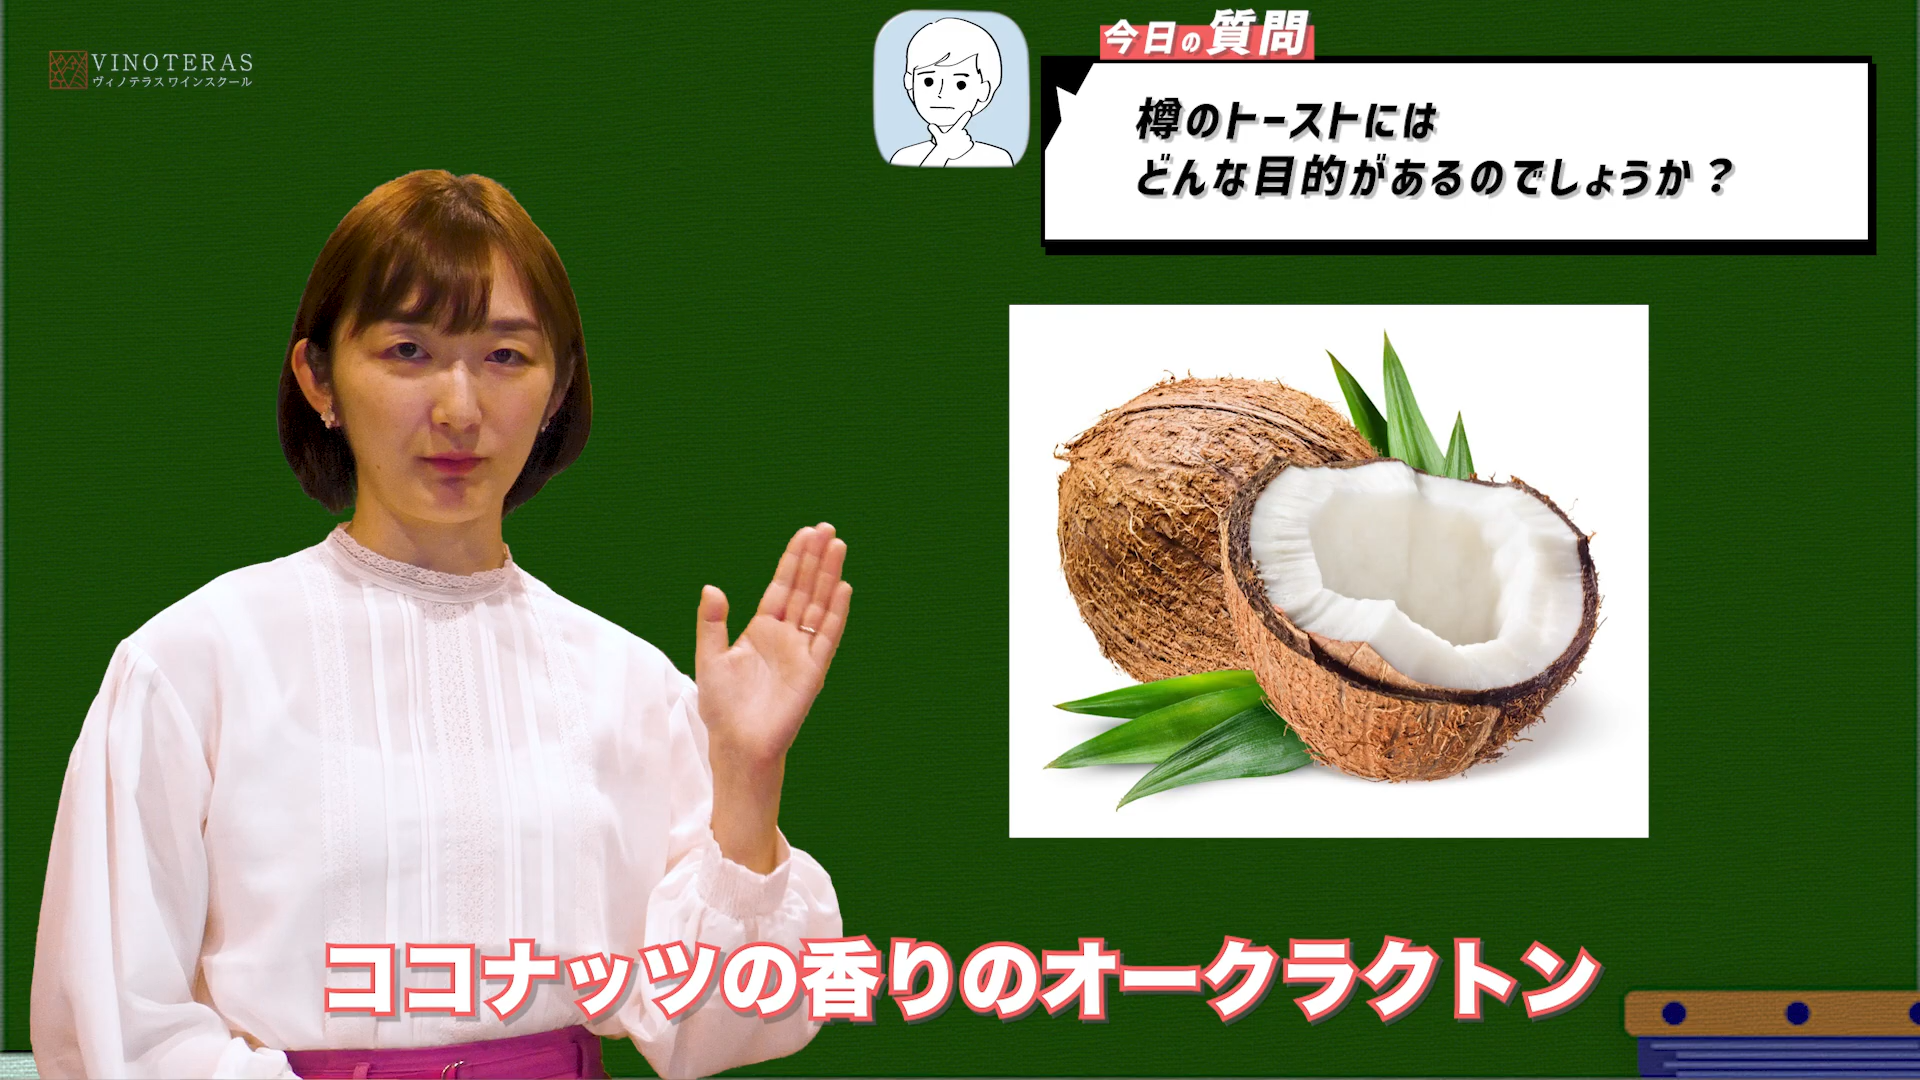 VINOTERAS
ヴィノテラスワインスクール
今日の質問
樽のトーストには
どんな目的があるのでしょうか？
ココナッツの香りのオークラクトン